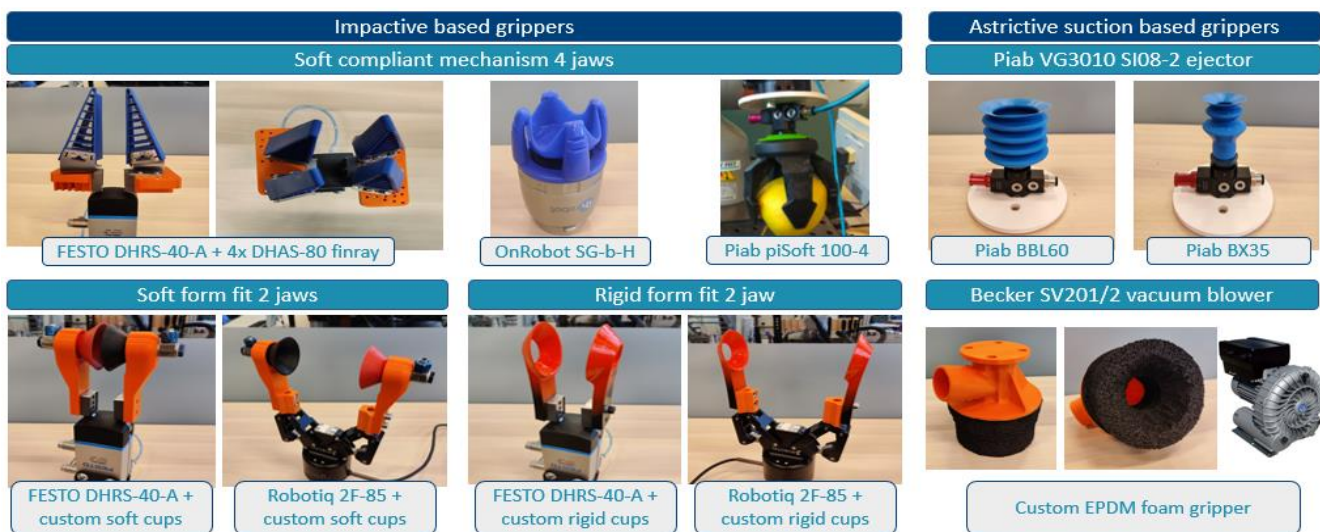 Impactive based grippers
Astrictive suction based grippers
Soft compliant mechanism 4 jaws
Piab VG3010 SI08-2 ejector
FESTO DHRS-40-A + 4x DHAS-80 finray
OnRobot SG-b-H
Piab piSoft 100-4
Piab BBL60
Piab BX35
Soft form fit 2 jaws
Rigid form fit 2 jaw
Becker SV201/2 vacuum blower
FESTO DHRS-40-A +
custom soft cups
Robotiq 2F-85 +
custom soft cups
FESTO DHRS-40-A +
custom rigid cups
Robotiq 2F-85 +
custom rigid cups
Custom EPDM foam gripper